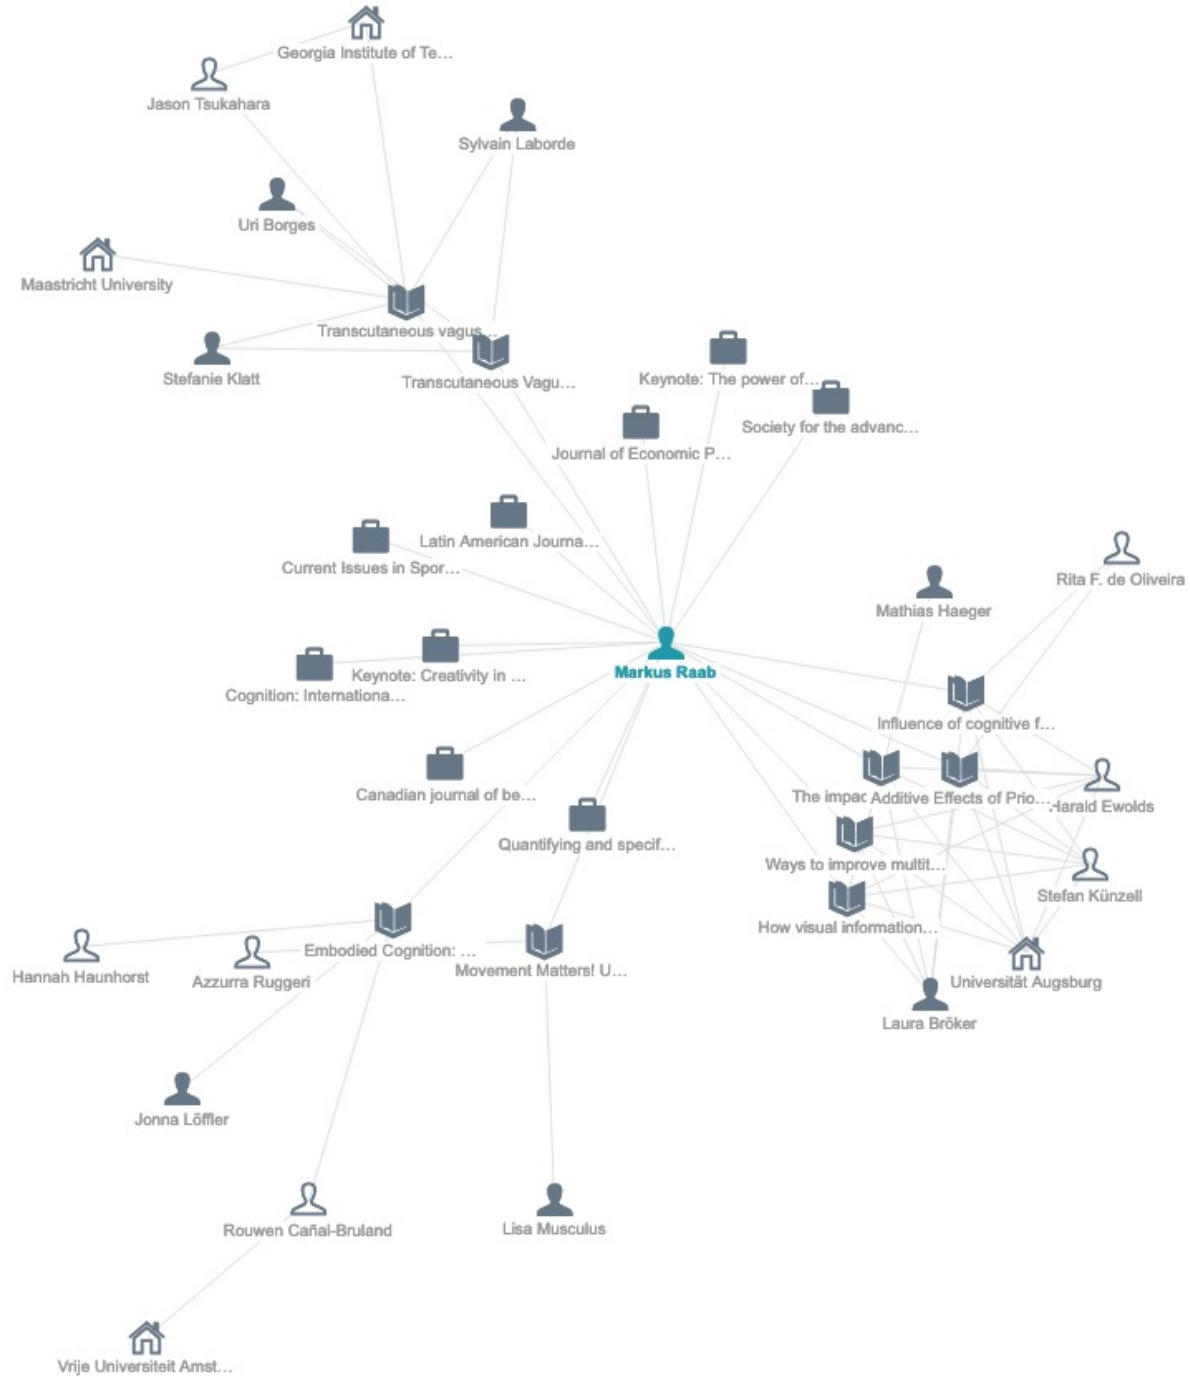 Georgia Institute of Te...
Jason Tsukahara
Sylvain Laborde
Uri Borges
Maastricht University
Transcutaneous vagus...
Stefanie Klatt
Transcutaneous Vagu...
Keynote: The power of...
Society for the advanc...
Journal of Economic P...
Latin American Journa...
Current Issues in Spor...
Rita F. de Oliveira
Mathias Haeger
Markus Raab
Keynote: Creativity in ...
Cognition: Internationa...
Influence of cognitive f...
The impac
Additive Effects of Prio...
Harald Ewolds
Canadian journal of be...
Quantifying and specif...
Ways to improve multit...
Stefan Künzell
How visual information...
Embodied Cognition: ...
Movement Matters! U...
Hannah Haunhorst
Azzurra Ruggeri
Universität Augsburg
Laura Bröker
Jonna Löffler
Rouwen Cañal-Bruland
Lisa Musculus
Vrije Universiteit Amst...